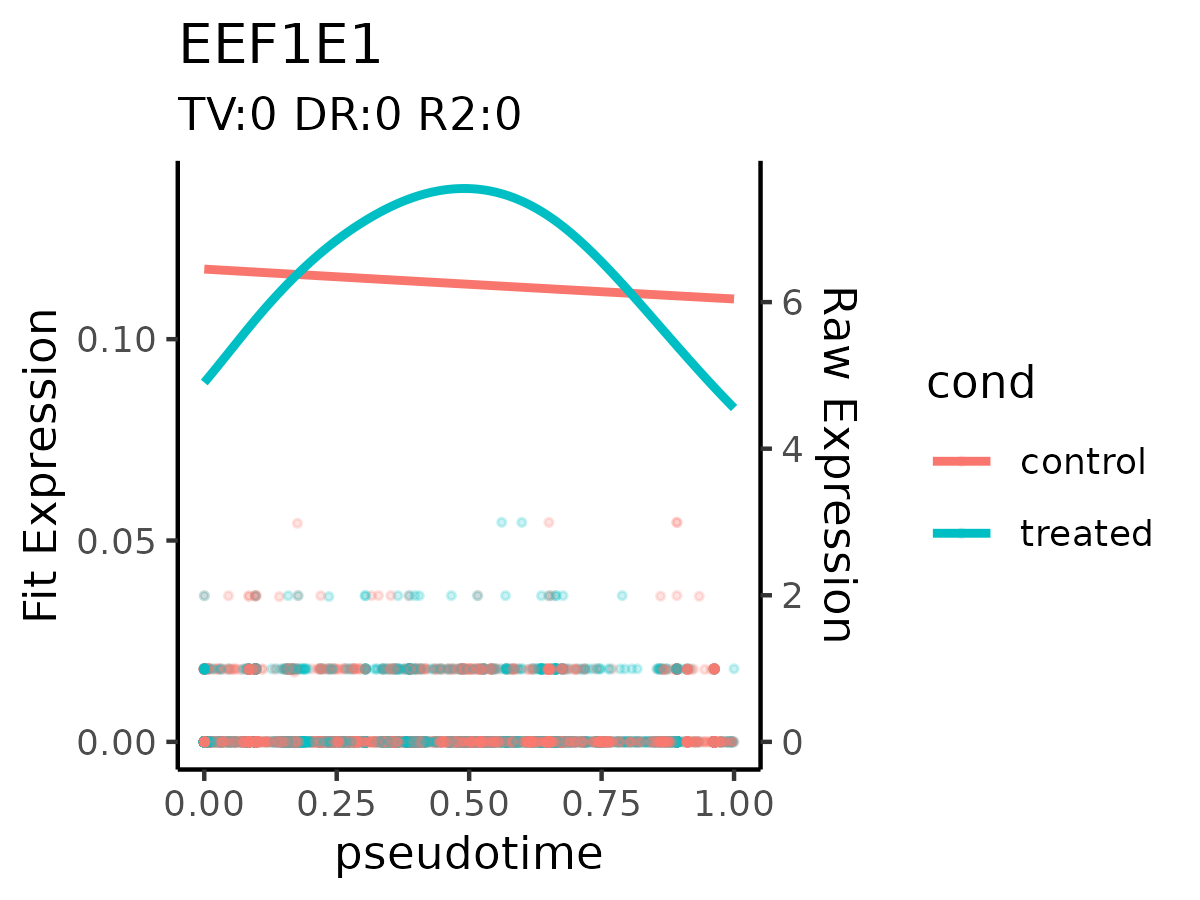 EEF1E1
TV:0 DR:0 R2:0
Fit Expression
0.10
0.05
0.00
6
4
2
0
Raw Expression
0.00 0.25 0.50 0.75 1.00
pseudotime
cond
control
treated